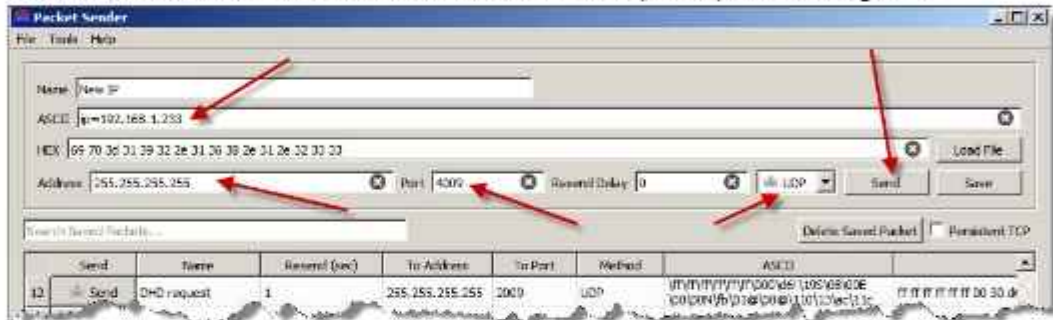 Packet Sender
File Tools Help
Name New IP
ASCII ip=192.168.1.233
HEX 69 70 3d 31 39 32 2e 31 36 38 2e 31 2e 32 33 33 Load File
Address 255.255.255.255 Port 4009 Resend Delay 0 UDP Send Save
Search Saved Packets... Delete Saved Packet Persistent TCP
Send Name Resend (sec) To Address To Port Method ASCII
12 Send 1 255.255.255.255 2009 UDP